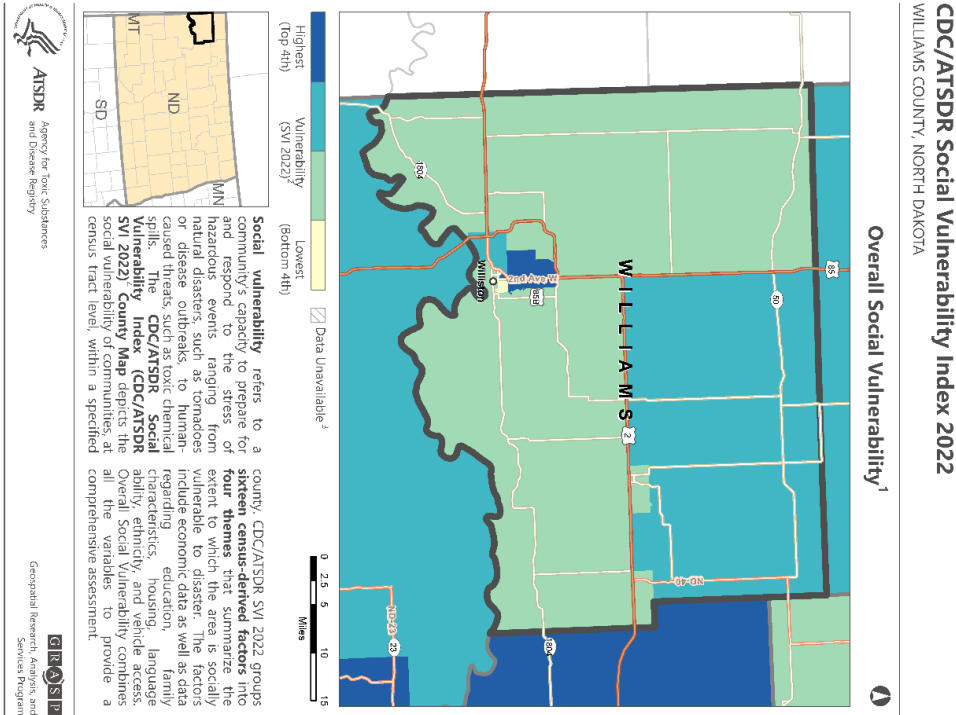 CDC/ATSDR Social Vulnerability Index 2022
WILLIAMS COUNTY, NORTH DAKOTA
Overall Social Vulnerability1
85
50
WILLIAMS
2
ND-40
2nd Ave W
85B
Williston
1804
1804
ND-23
23
Highest
(Top 4th)
Vulnerability
(SVI 2022)2
Lowest
(Bottom 4th)
Data Unavailable3
0 2.5 5 10 15
Miles
MT
ND
MN
SD
Social vulnerability refers to a
community's capacity to prepare for
and respond to the stress of
hazardous events ranging from
natural disasters, such as tornadoes
or disease outbreaks, to human-
caused threats, such as toxic chemical
spills. The CDC/ATSDR Social
Vulnerability Index (CDC/ATSDR
SVI 2022)4 County Map depicts the
social vulnerability of communities, at
census tract level, within a specified
county. CDC/ATSDR SVI 2022 groups
sixteen census-derived factors into
four themes that summarize the
extent to which the area is socially
vulnerable to disaster. The factors
include economic data as well as data
regarding education, family
characteristics, housing, language
ability, ethnicity, and vehicle access.
Overall Social Vulnerability combines
all the variables to provide a
comprehensive assessment.
ATSDR
Agency for Toxic Substances
and Disease Registry
GRASP
Geospatial Research, Analysis, and
Services Program